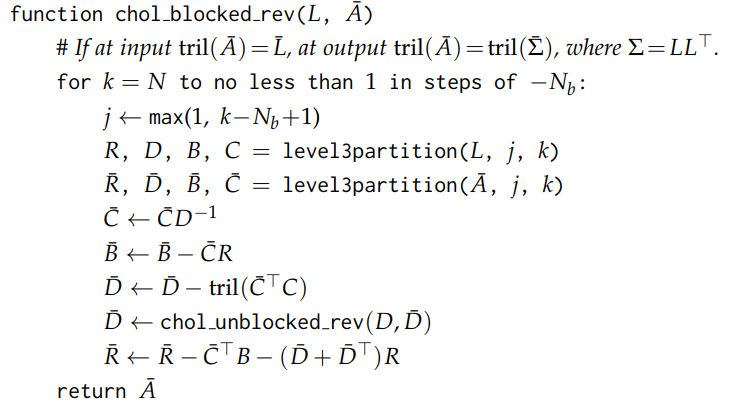 function chol_blocked_rev(L, Ā)
# If at input tril(Ā)=L̄, at output tril(Ā)=tril(Σ̄), where Σ=LL⊤.
for k = N to no less than 1 in steps of −N_b:
j ← max(1, k−N_b+1)
R, D, B, C = level3partition(L, j, k)
R̄, D̄, B̄, C̄ = level3partition(Ā, j, k)
C̄ ← C̄D⁻¹
B̄ ← B̄ − C̄R
D̄ ← D̄ − tril(C̄⊤C)
D̄ ← chol_unblocked_rev(D, D̄)
R̄ ← R̄ − C̄⊤B − (D̄ + D̄⊤)R
return Ā